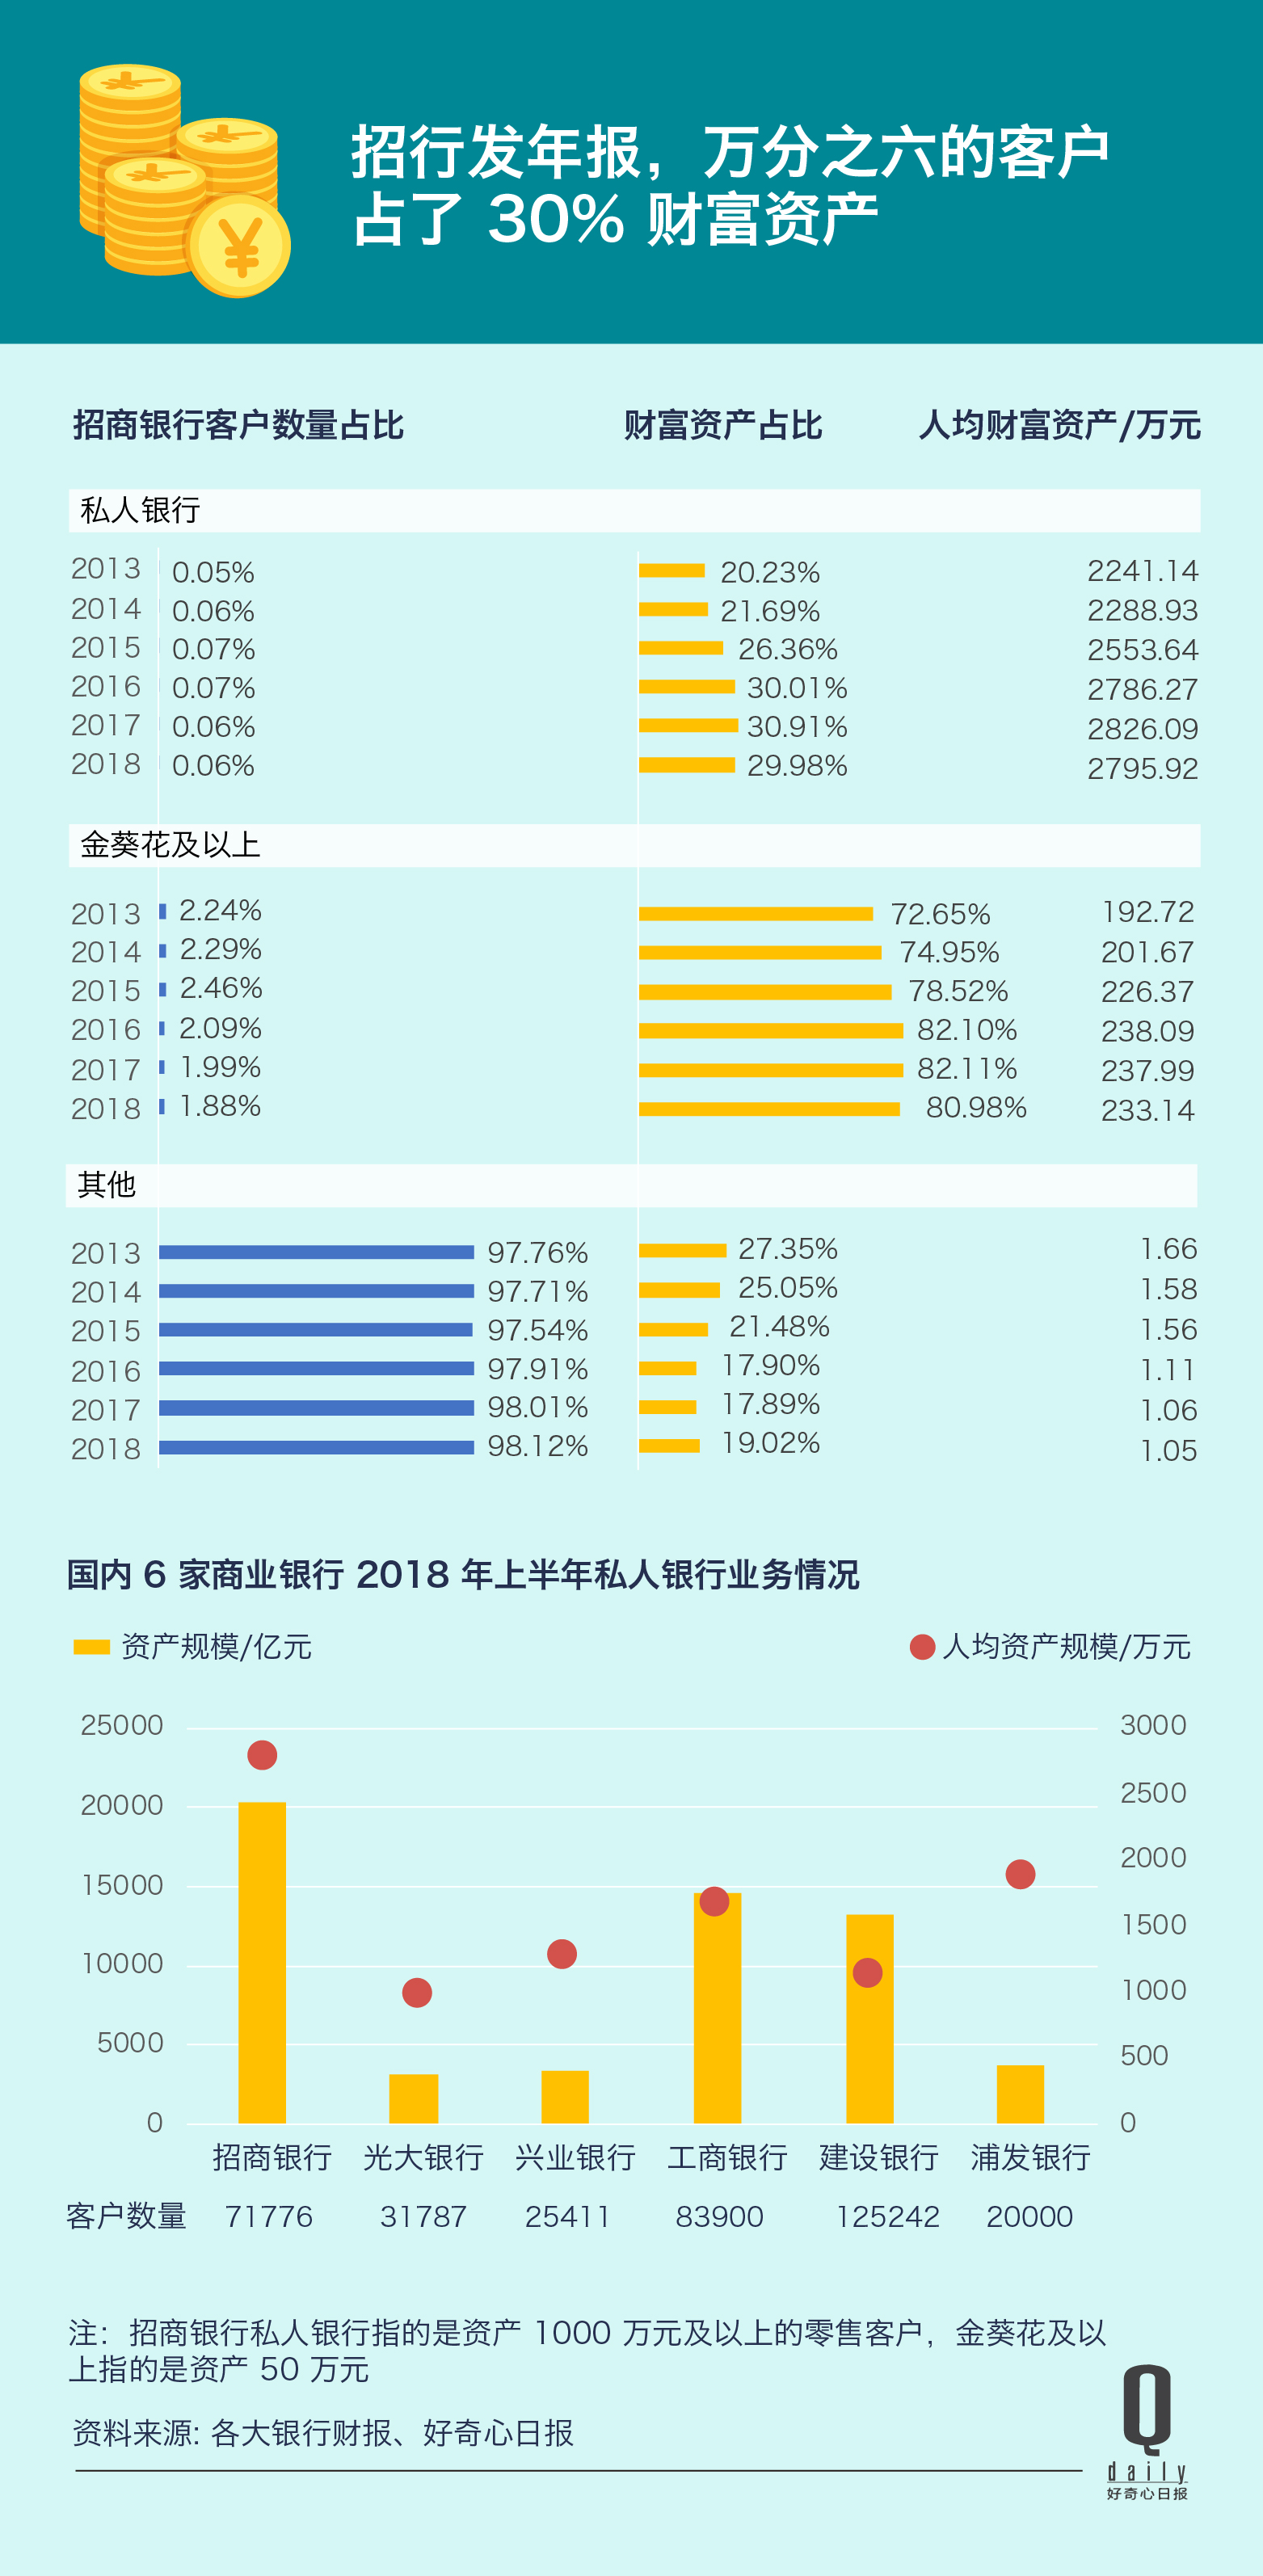 招行发年报，万分之六的客户
占了 30% 财富资产
招商银行客户数量占比 财富资产占比 人均财富资产/万元
私人银行
2013 0.05% 20.23% 2241.14
2014 0.06% 21.69% 2288.93
2015 0.07% 26.36% 2553.64
2016 0.07% 30.01% 2786.27
2017 0.06% 30.91% 2826.09
2018 0.06% 29.98% 2795.92
金葵花及以上
2013 2.24% 72.65% 192.72
2014 2.29% 74.95% 201.67
2015 2.46% 78.52% 226.37
2016 2.09% 82.10% 238.09
2017 1.99% 82.11% 237.99
2018 1.88% 80.98% 233.14
其他
2013 97.76% 27.35% 1.66
2014 97.71% 25.05% 1.58
2015 97.54% 21.48% 1.56
2016 97.91% 17.90% 1.11
2017 98.01% 17.89% 1.06
2018 98.12% 19.02% 1.05
国内 6 家商业银行 2018 年上半年私人银行业务情况
资产规模/亿元 人均资产规模/万元
25000 3000
20000 2500
15000 2000
10000 1500
5000 1000
0 500
0
招商银行 光大银行 兴业银行 工商银行 建设银行 浦发银行
客户数量 71776 31787 25411 83900 125242 20000
注：招商银行私人银行指的是资产 1000 万元及以上的零售客户，金葵花及以
上指的是资产 50 万元
资料来源: 各大银行财报、好奇心日报
Q
daily
好奇心日报